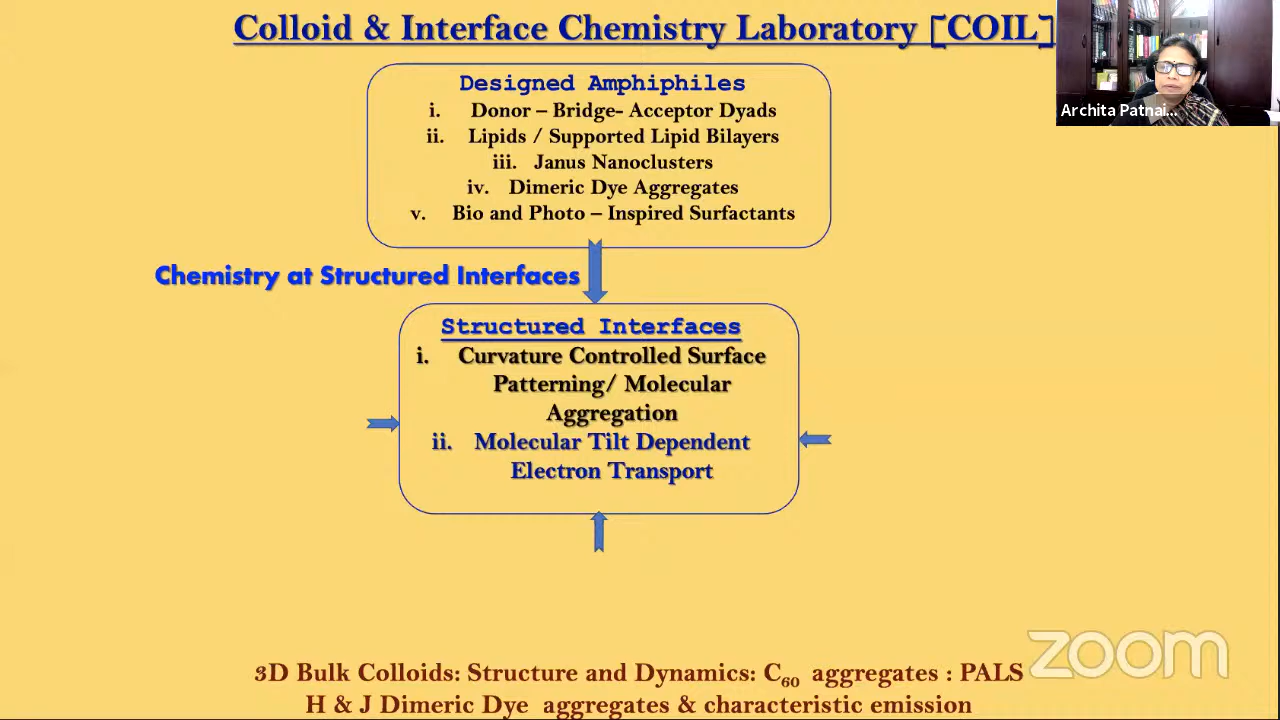 Colloid & Interface Chemistry Laboratory [COIL]
Archita Patnai...
Designed Amphiphiles
i. Donor – Bridge- Acceptor Dyads
ii. Lipids / Supported Lipid Bilayers
iii. Janus Nanoclusters
iv. Dimeric Dye Aggregates
v. Bio and Photo – Inspired Surfactants
Chemistry at Structured Interfaces
Structured Interfaces
i. Curvature Controlled Surface
Patterning/ Molecular
Aggregation
ii. Molecular Tilt Dependent
Electron Transport
zoom
3D Bulk Colloids: Structure and Dynamics: C₆₀ aggregates : PALS
H & J Dimeric Dye aggregates & characteristic emission